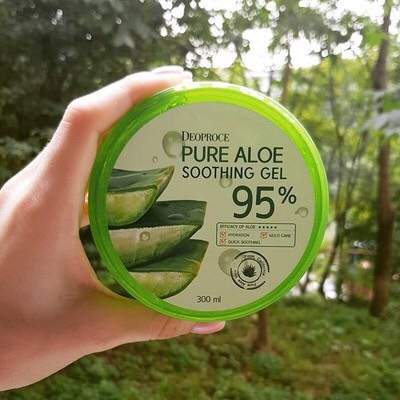 DEOPROCE
PURE ALOE
SOOTHING GEL
95%
EFFICACY OF ALOE ★★★★★
HYDRATION MULTI CARE
QUICK SOOTHING
300 ml